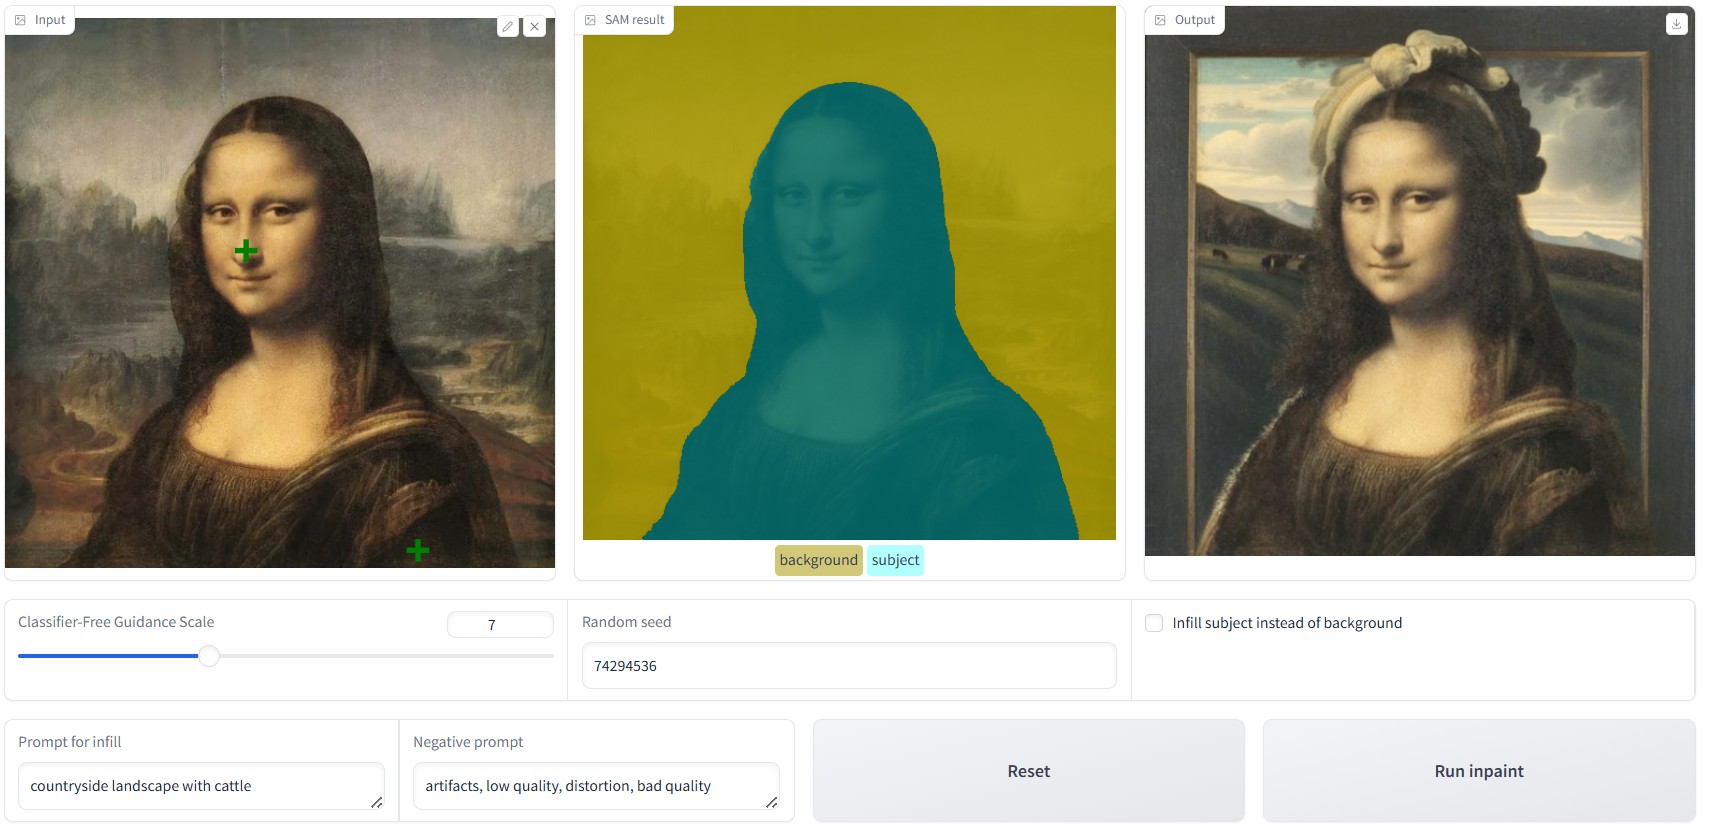 Input
SAM result
Output
background subject
Classifier-Free Guidance Scale
7
Random seed
74294536
Infill subject instead of background
Prompt for infill
countryside landscape with cattle
Negative prompt
artifacts, low quality, distortion, bad quality
Reset
Run inpaint